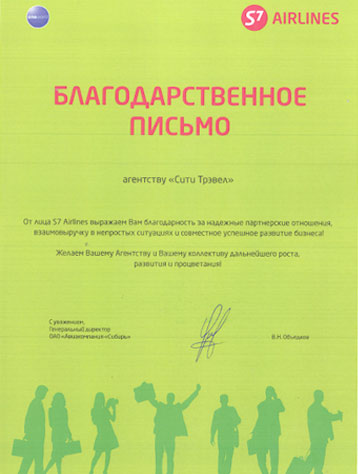 S7 AIRLINES
БЛАГОДАРСТВЕННОЕ
ПИСЬМО
агентству «Сити Трэвел»
От лица S7 Airlines выражаем Вам благодарность за надежные партнерские отношения,
взаимовыручку в непростых ситуациях и совместное успешное развитие бизнеса!
Желаем Вашему Агентству и Вашему коллективу дальнейшего роста,
развития и процветания!
С уважением,
Генеральный директор
ОАО «Авиакомпания «Сибирь»
В.Н. Объедков